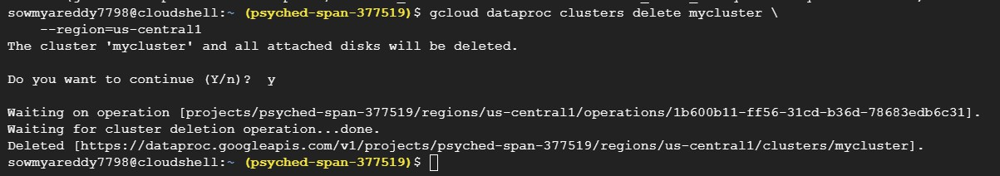 sowmyareddy7798@cloudshell:~ (psyched-span-377519)$ gcloud dataproc clusters delete mycluster \
    --region=us-central1
The cluster 'mycluster' and all attached disks will be deleted.

Do you want to continue (Y/n)?  y

Waiting on operation [projects/psyched-span-377519/regions/us-central1/operations/1b600b11-ff56-31cd-b36d-78683edb6c31].
Waiting for cluster deletion operation...done.
Deleted [https://dataproc.googleapis.com/v1/projects/psyched-span-377519/regions/us-central1/clusters/mycluster].
sowmyareddy7798@cloudshell:~ (psyched-span-377519)$